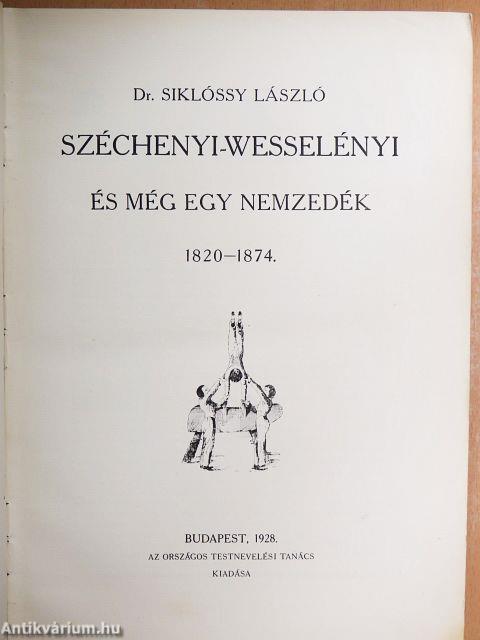 Dr. SIKLÓSSY LÁSZLÓ
SZÉCHENYI-WESSELÉNYI
ÉS MÉG EGY NEMZEDÉK
1820–1874.
BUDAPEST, 1928.
AZ ORSZÁGOS TESTNEVELÉSI TANÁCS
KIADÁSA
Antikvárium.hu